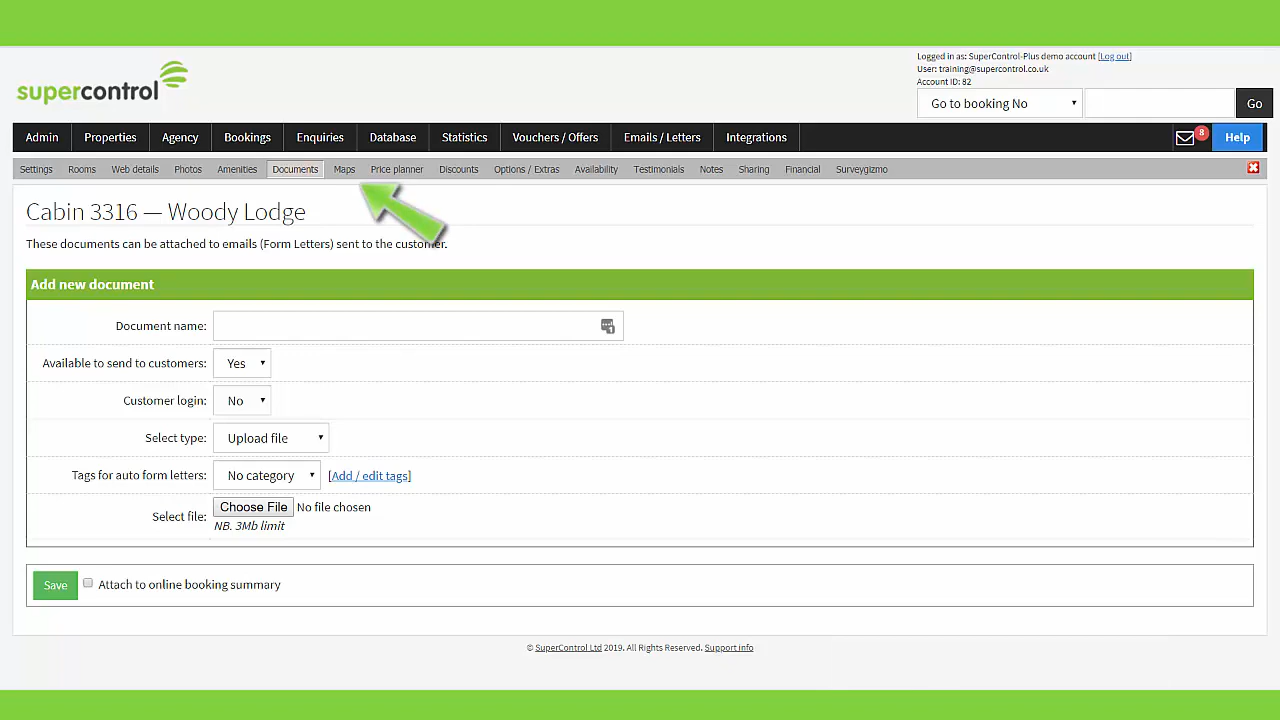 Logged in as: SuperControl-Plus demo account [Log out]
User: training@supercontrol.co.uk
Account ID: 82
supercontrol
Go to booking No
Go
Admin Properties Agency Bookings Enquiries Database Statistics Vouchers / Offers Emails / Letters Integrations 8 Help
Settings Rooms Web details Photos Amenities Documents Maps Price planner Discounts Options / Extras Availability Testimonials Notes Sharing Financial Surveygizmo
Cabin 3316 — Woody Lodge
These documents can be attached to emails (Form Letters) sent to the customer.
Add new document
Document name: 1
Available to send to customers: Yes
Customer login: No
Select type: Upload file
Tags for auto form letters: No category [Add / edit tags]
Select file: Choose File No file chosen
NB. 3Mb limit
Save Attach to online booking summary
© SuperControl Ltd 2019. All Rights Reserved. Support info